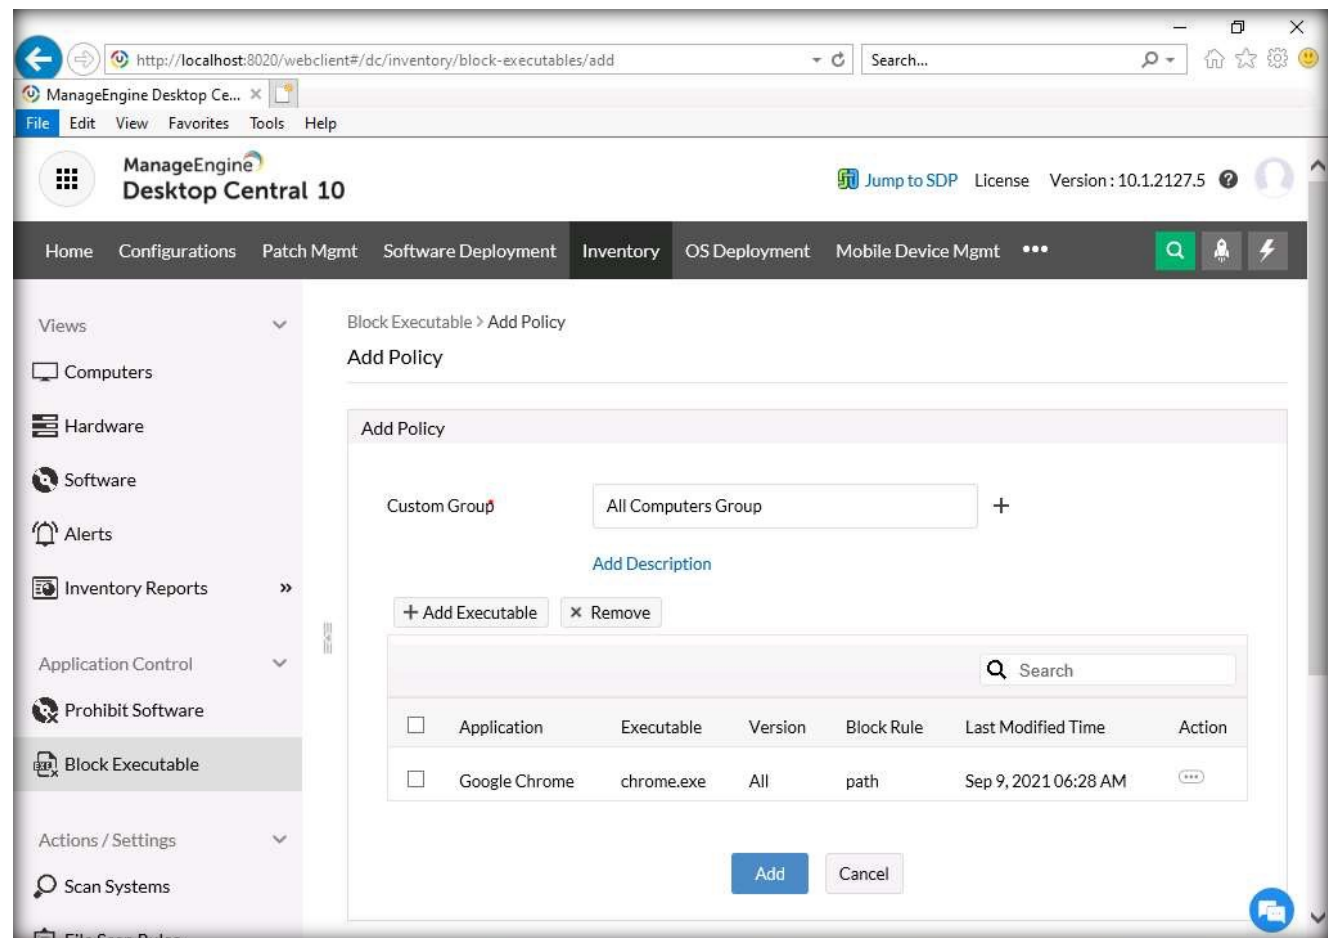 http://localhost:8020/webclient#/dc/inventory/block-executables/add
Search...
ManageEngine Desktop Ce...
File Edit View Favorites Tools Help
ManageEngine
Desktop Central 10
Jump to SDP License Version : 10.1.2127.5
Home Configurations Patch Mgmt Software Deployment Inventory OS Deployment Mobile Device Mgmt
Views
Computers
Hardware
Software
Alerts
Inventory Reports
Application Control
Prohibit Software
Block Executable
Actions / Settings
Scan Systems
Block Executable > Add Policy
Add Policy
Add Policy
Custom Group*
All Computers Group
Add Description
+ Add Executable
× Remove
Search
Application Executable Version Block Rule Last Modified Time Action
Google Chrome chrome.exe All path Sep 9, 2021 06:28 AM
Add
Cancel